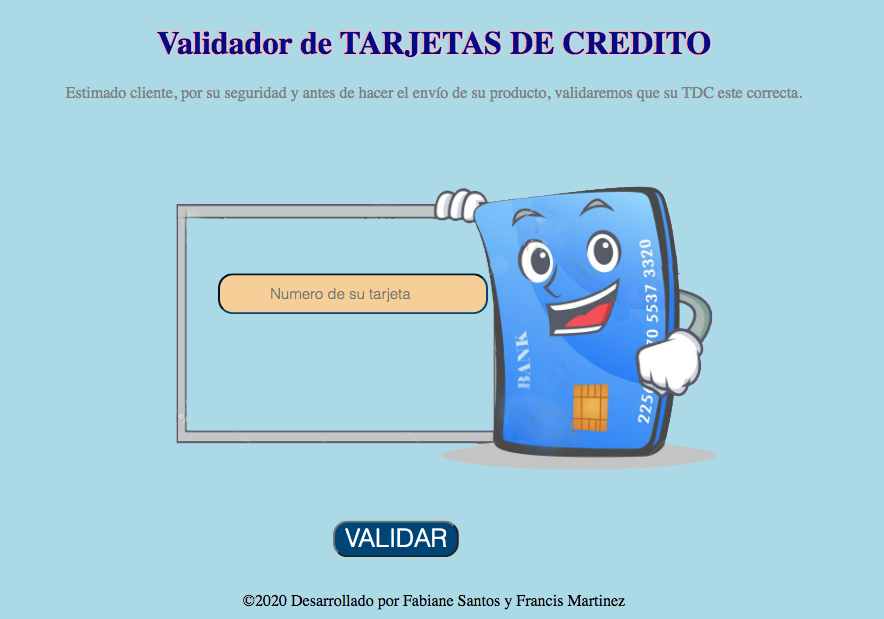 Validador de TARJETAS DE CREDITO
Estimado cliente, por su seguridad y antes de hacer el envío de su producto, validaremos que su TDC este correcta.
Numero de su tarjeta
BANK
70 5537 3320
VALIDAR
©2020 Desarrollado por Fabiane Santos y Francis Martinez